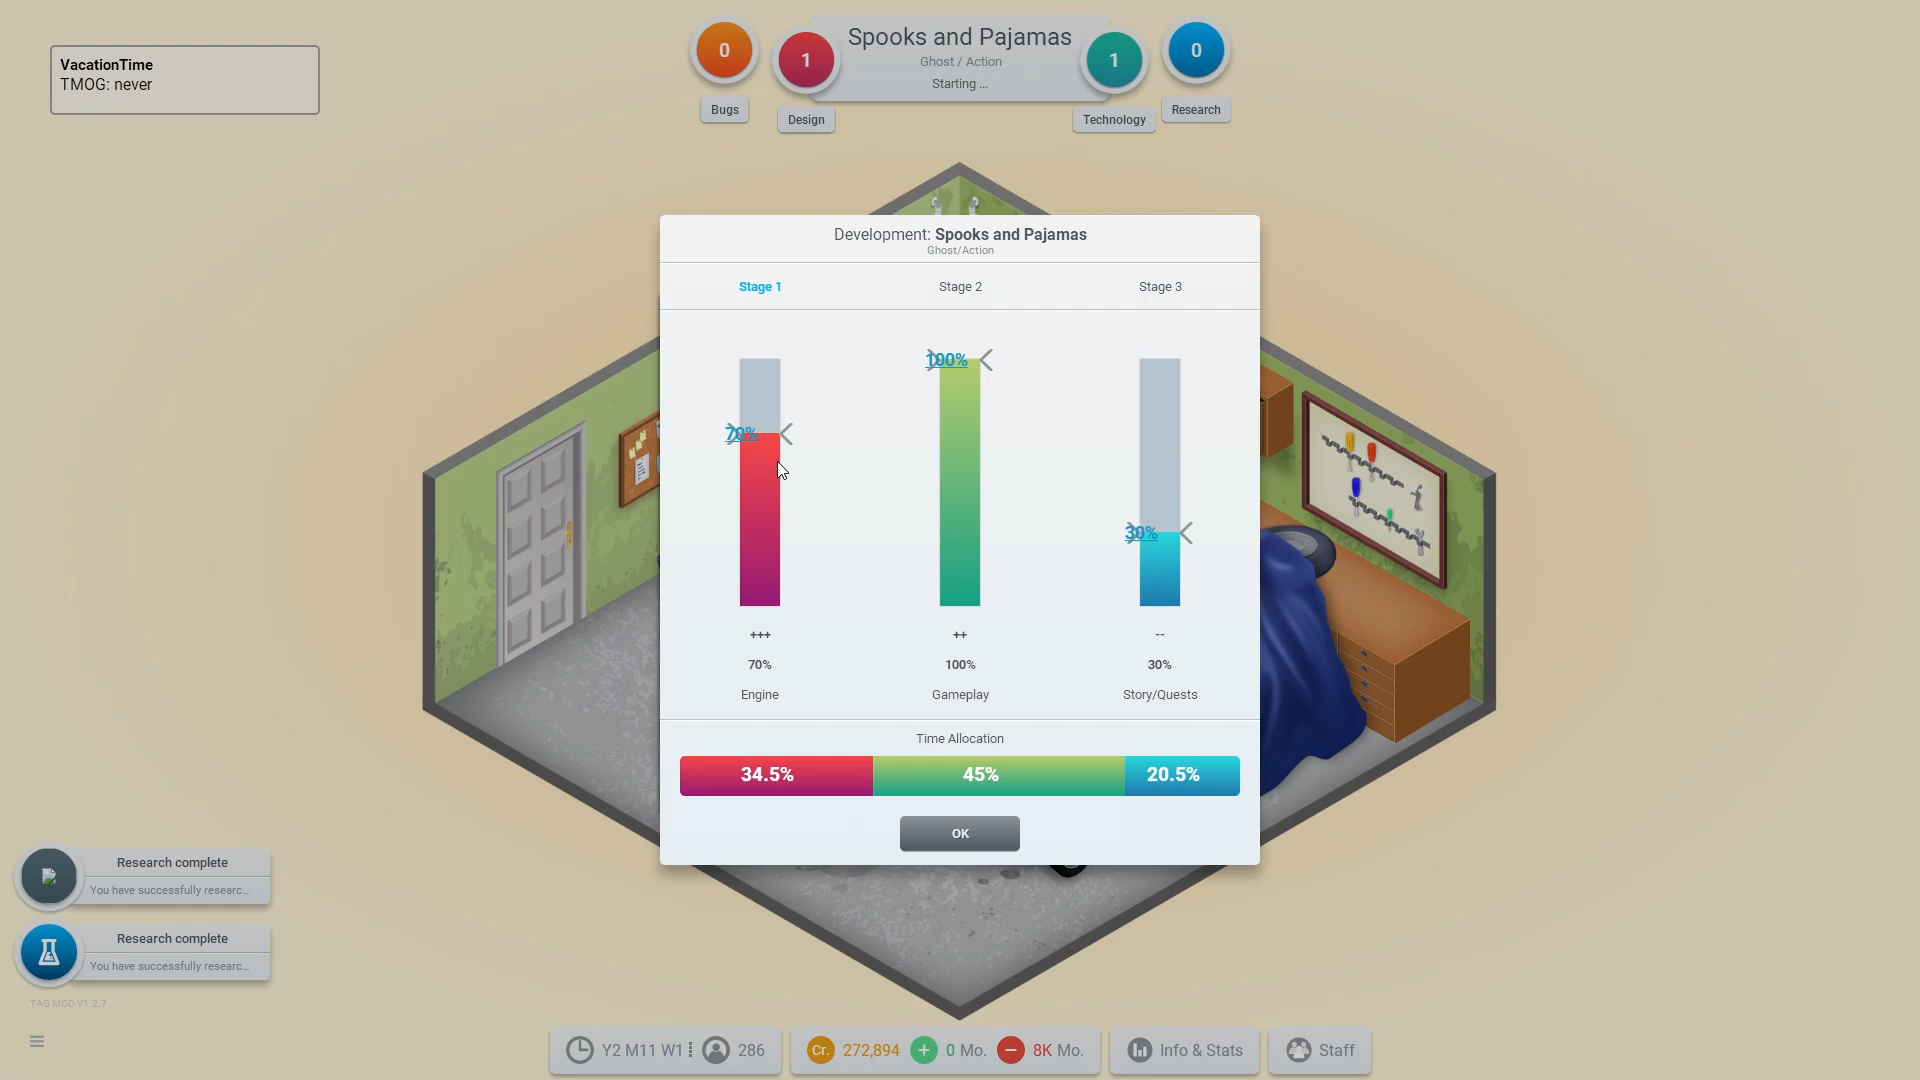 VacationTime
TMOG: never
0
Bugs
1
Design
Spooks and Pajamas
Ghost / Action
Starting ...
1
Technology
0
Research
Development: Spooks and Pajamas
Ghost/Action
Stage 1
Stage 2
Stage 3
70%
100%
30%
+++
++
--
70%
100%
30%
Engine
Gameplay
Story/Quests
Time Allocation
34.5%
45%
20.5%
OK
Research complete
You have successfully researc...
Research complete
You have successfully researc...
TAG MOD V1.2.7
Y2 M11 W1
286
Cr. 272,894
+ 0 Mo.
− 8K Mo.
Info & Stats
Staff